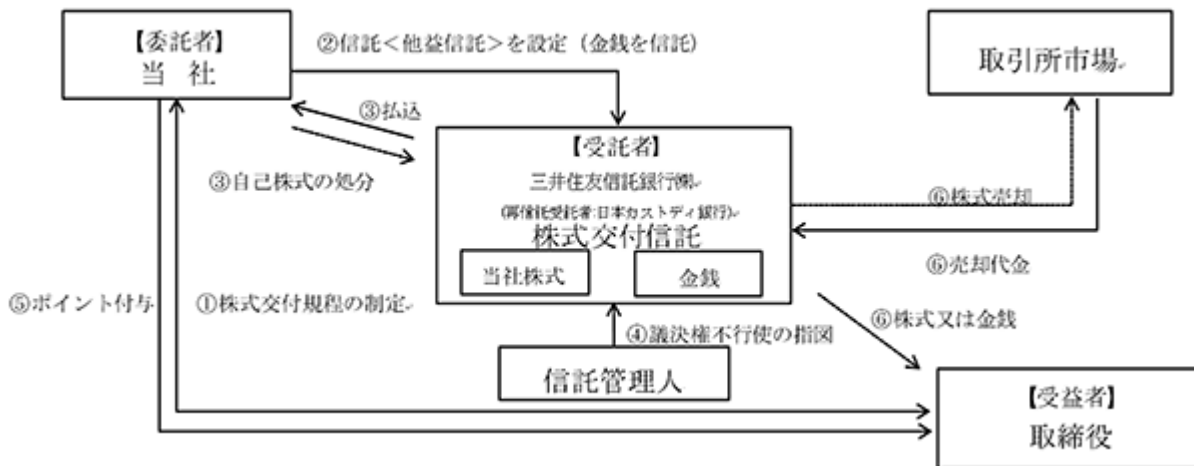 【委託者】
当 社
②信託＜他益信託＞を設定（金銭を信託）
取引所市場
③払込
③自己株式の処分
【受託者】
三井住友信託銀行㈱
(再信託受託者:日本カストディ銀行)
株式交付信託
当社株式
金銭
⑥株式売却
⑥売却代金
⑤ポイント付与
①株式交付規程の制定
④議決権不行使の指図
⑥株式又は金銭
信託管理人
【受益者】
取締役